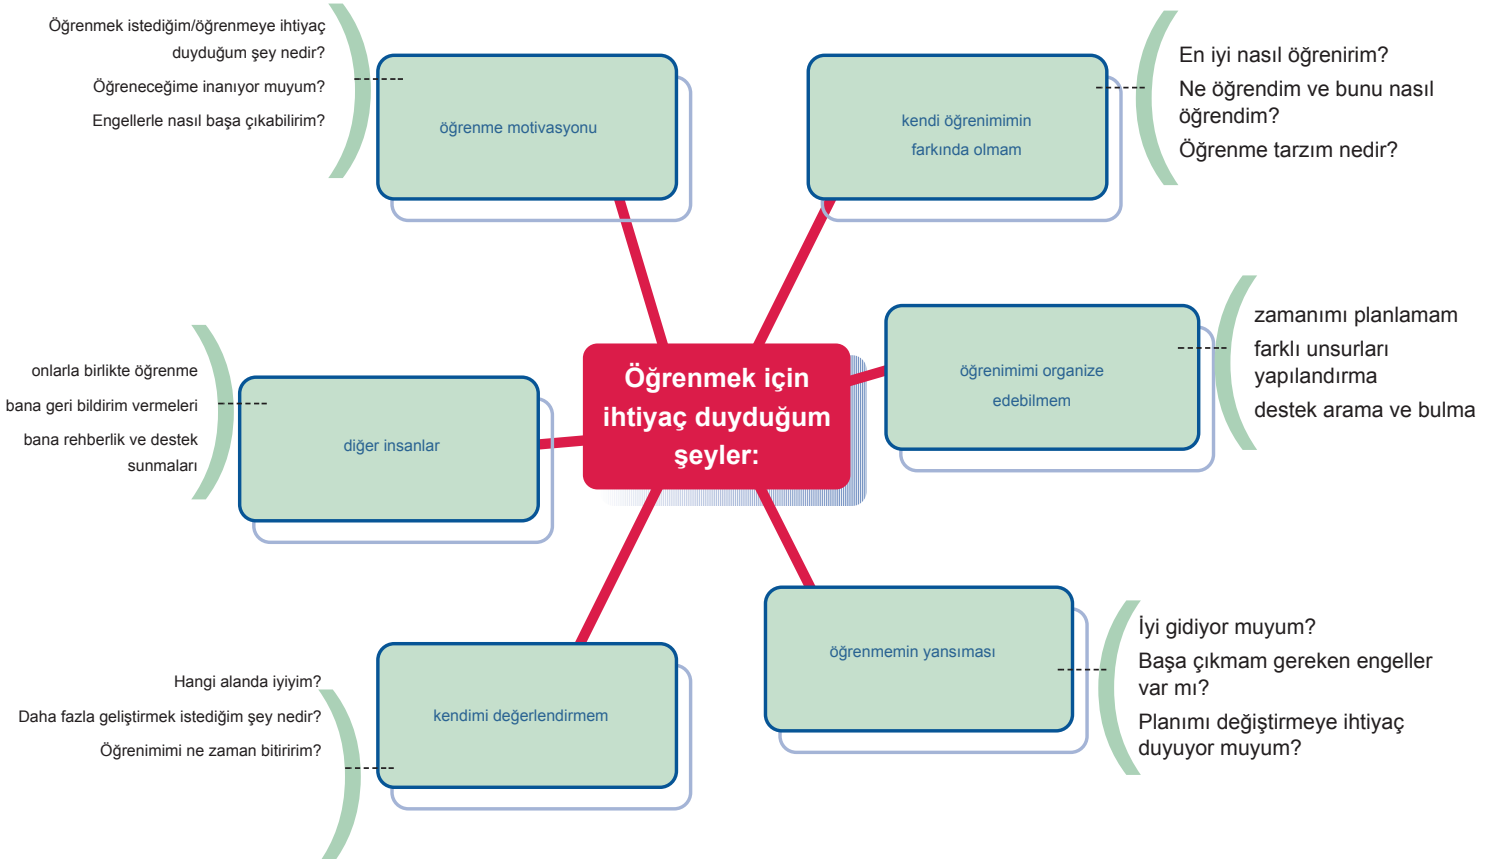 Öğrenmek istediğim/öğrenmeye ihtiyaç
duyduğum şey nedir?
Öğreneceğime inanıyor muyum?
Engellerle nasıl başa çıkabilirim?
öğrenme motivasyonu
kendi öğrenimimin
farkında olmam
En iyi nasıl öğrenirim?
Ne öğrendim ve bunu nasıl
öğrendim?
Öğrenme tarzım nedir?
onlarla birlikte öğrenme
bana geri bildirim vermeleri
bana rehberlik ve destek
sunmaları
diğer insanlar
Öğrenmek için
ihtiyaç duyduğum
şeyler:
öğrenimimi organize
edebilmem
zamanımı planlamam
farklı unsurları
yapılandırma
destek arama ve bulma
Hangi alanda iyiyim?
Daha fazla geliştirmek istediğim şey nedir?
Öğrenimimi ne zaman bitiririm?
kendimi değerlendirmem
öğrenmemin yansıması
İyi gidiyor muyum?
Başa çıkmam gereken engeller
var mı?
Planımı değiştirmeye ihtiyaç
duyuyor muyum?